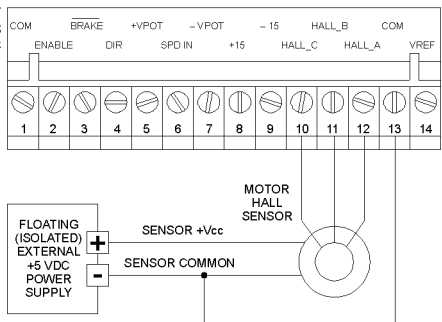 COM BRAKE +VPOT – VPOT – 15 HALL_B COM
ENABLE DIR SPD IN +15 HALL_C HALL_A VREF
1 2 3 4 5 6 7 8 9 10 11 12 13 14
MOTOR
HALL
SENSOR
FLOATING
(ISOLATED)
EXTERNAL
+5 VDC
POWER
SUPPLY
+
-
SENSOR +Vcc
SENSOR COMMON